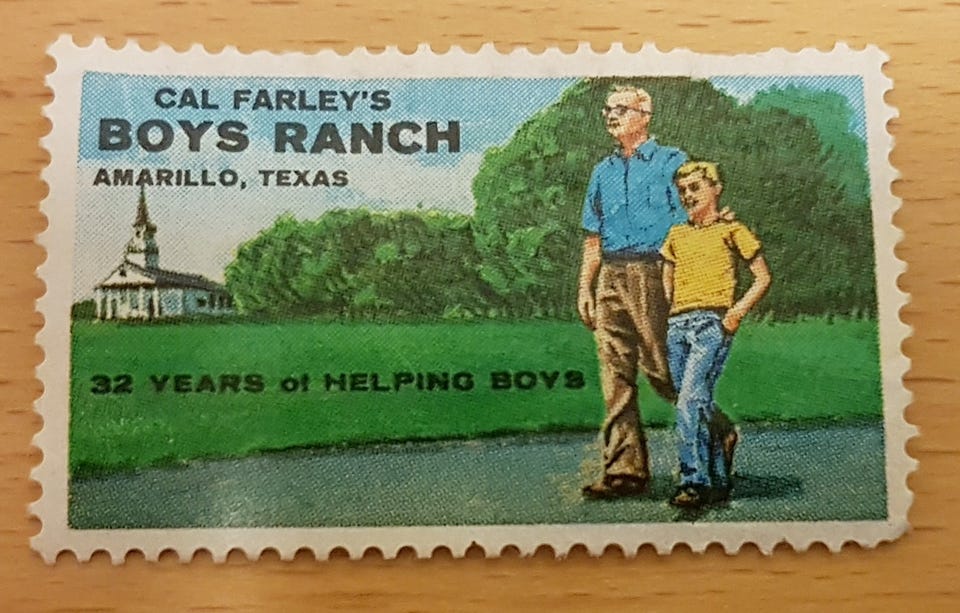 CAL FARLEY'S
BOYS RANCH
AMARILLO, TEXAS
32 YEARS of HELPING BOYS